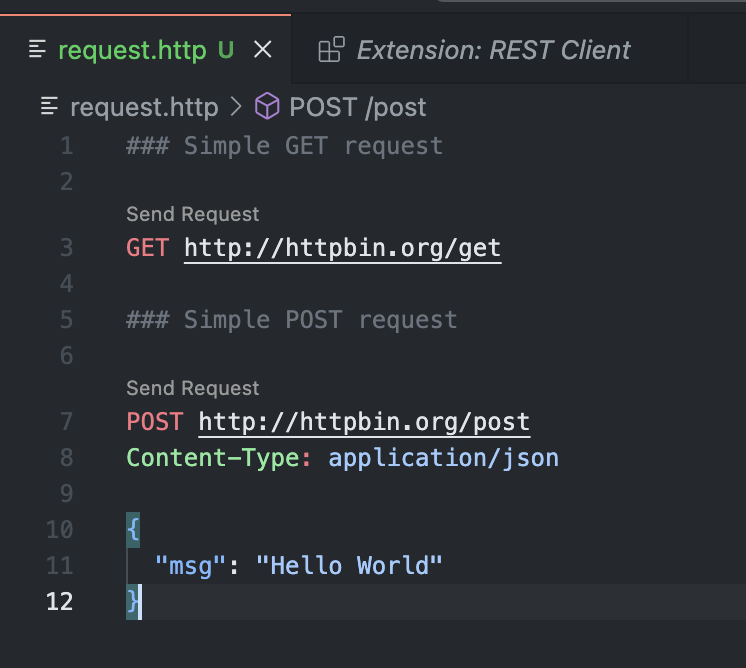 request.http U
Extension: REST Client
request.http > POST /post
1 ### Simple GET request
2
Send Request
3 GET http://httpbin.org/get
4
5 ### Simple POST request
6
Send Request
7 POST http://httpbin.org/post
8 Content-Type: application/json
9
10 {
11 "msg": "Hello World"
12 }